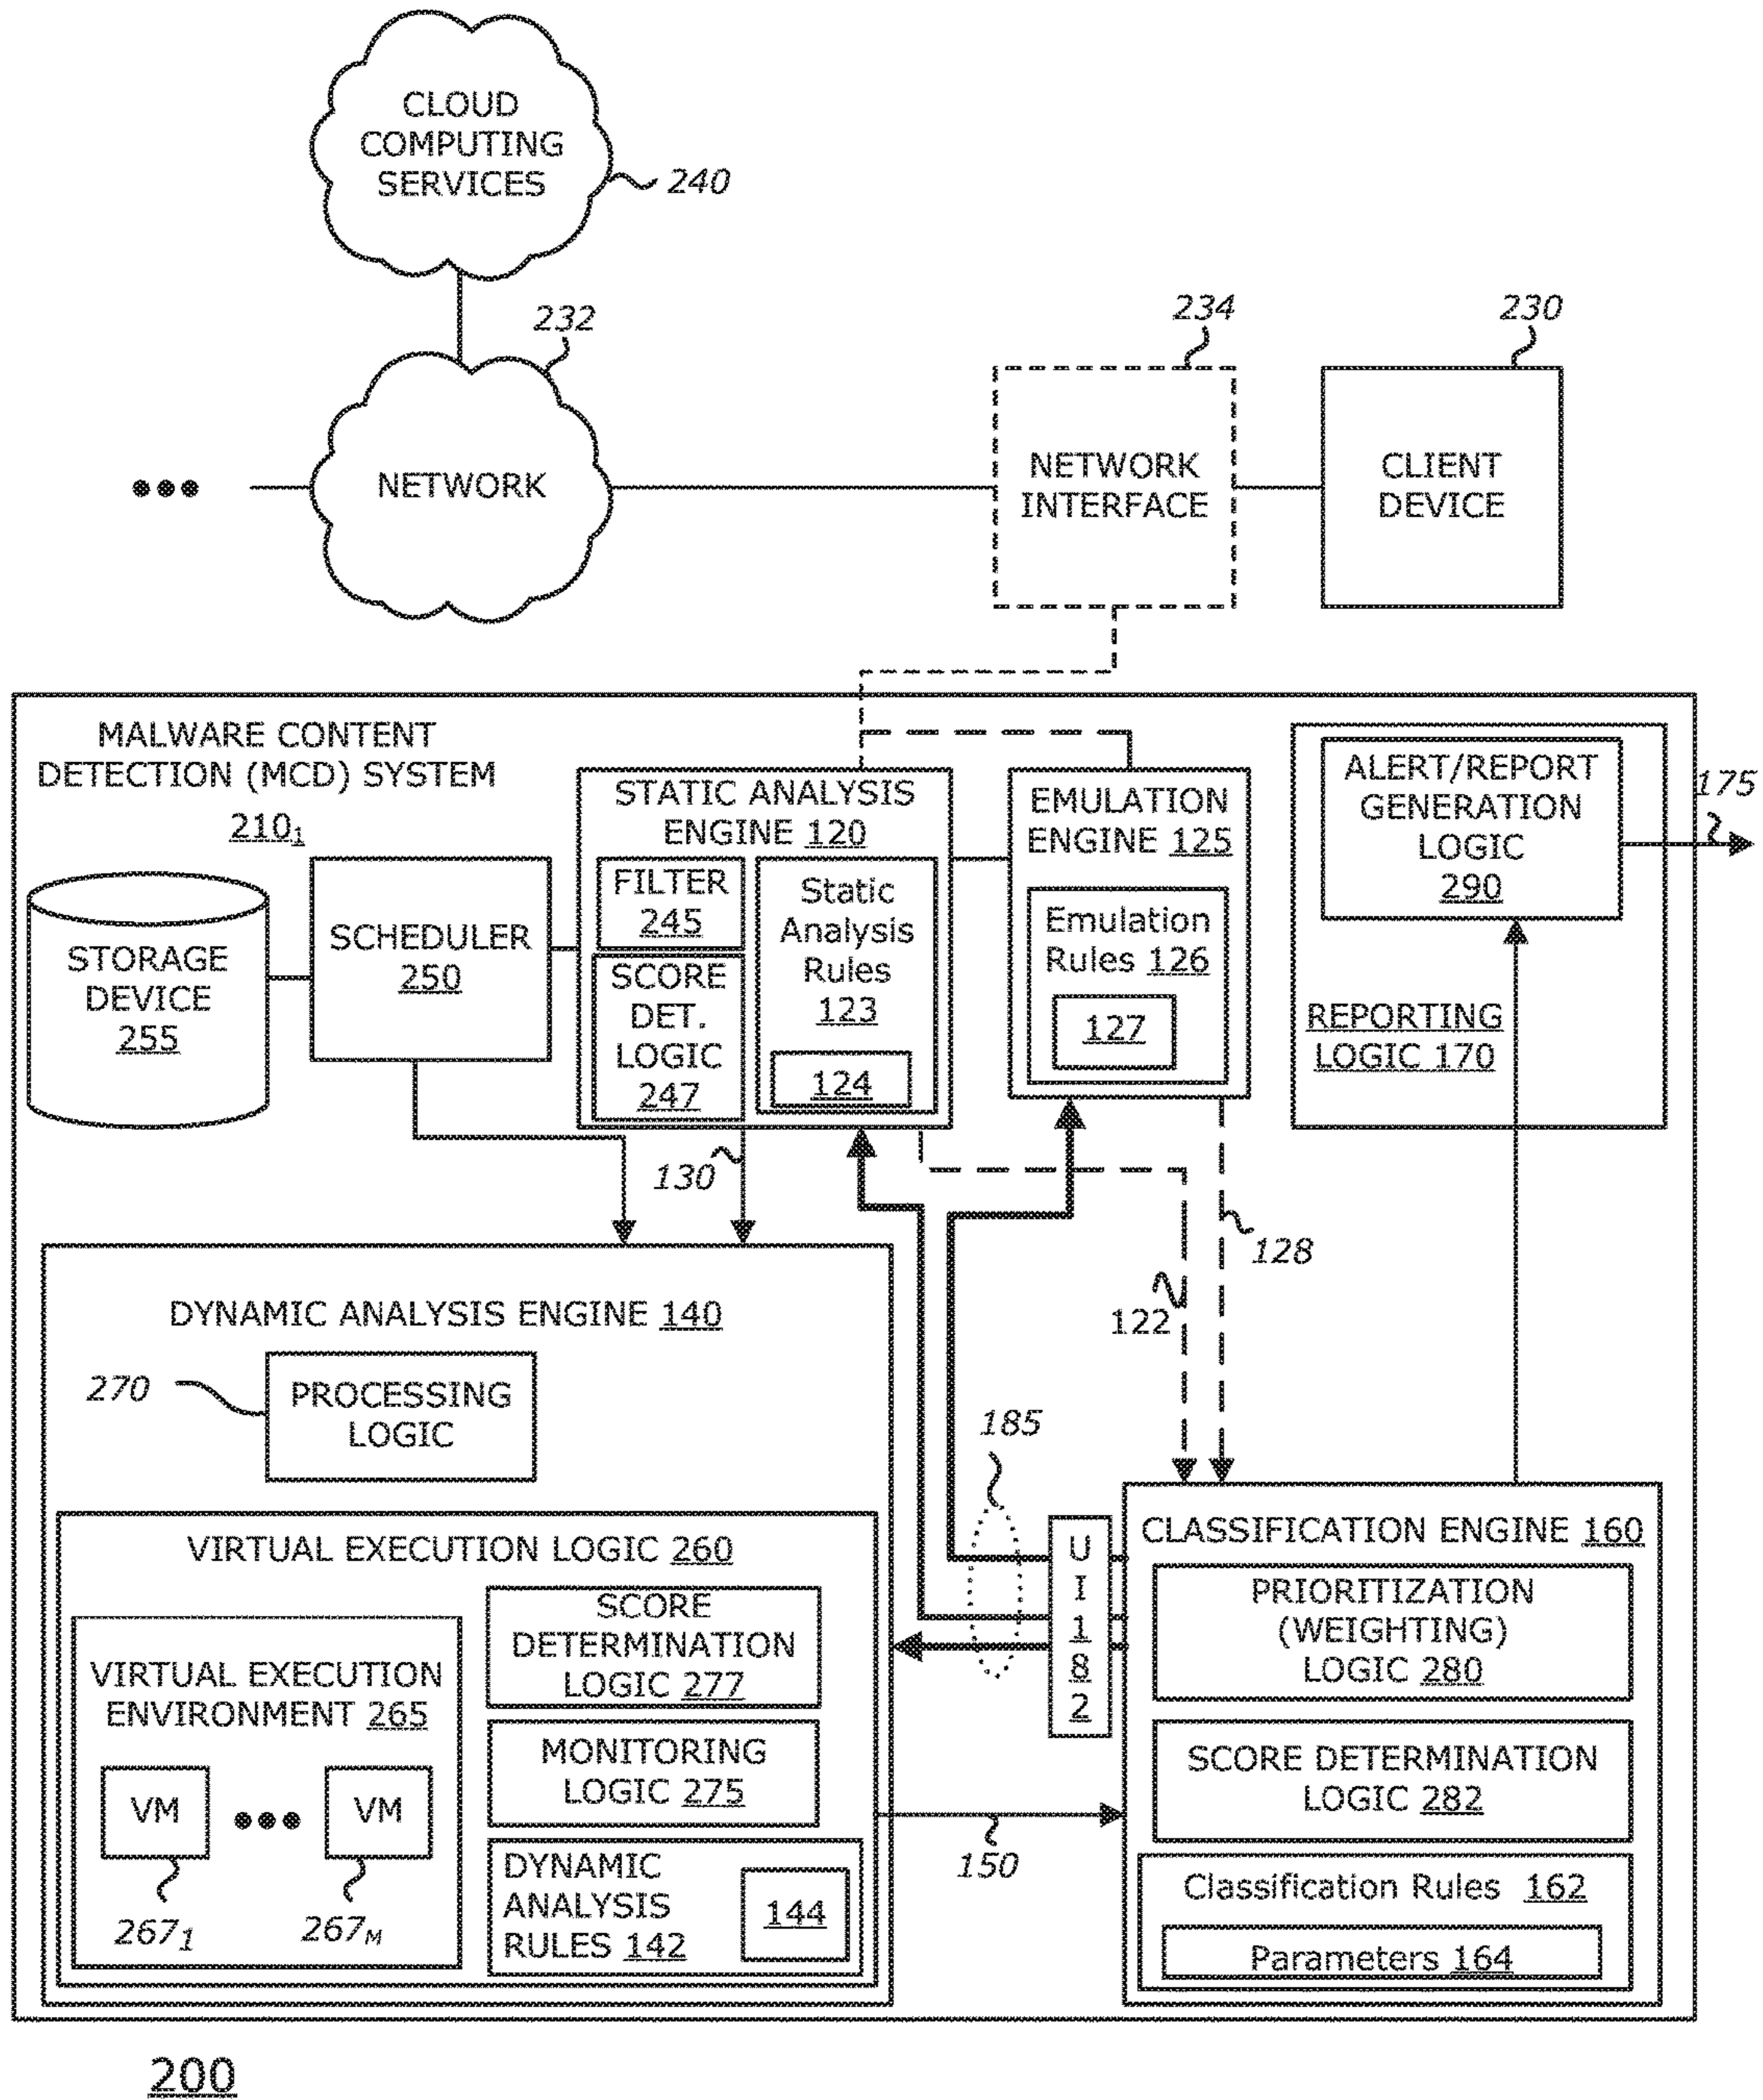 CLOUD
COMPUTING
SERVICES
240
232
234
230
NETWORK
NETWORK
INTERFACE
CLIENT
DEVICE
MALWARE CONTENT
DETECTION (MCD) SYSTEM
210₁
STORAGE
DEVICE
255
SCHEDULER
250
STATIC ANALYSIS
ENGINE 120
FILTER
245
SCORE
DET.
LOGIC
247
Static
Analysis
Rules
123
124
EMULATION
ENGINE 125
Emulation
Rules 126
127
ALERT/REPORT
GENERATION
LOGIC
290
175
REPORTING
LOGIC 170
130
128
122
DYNAMIC ANALYSIS ENGINE 140
270
PROCESSING
LOGIC
185
VIRTUAL EXECUTION LOGIC 260
VIRTUAL EXECUTION
ENVIRONMENT 265
VM
VM
267₁
267M
SCORE
DETERMINATION
LOGIC 277
MONITORING
LOGIC 275
DYNAMIC
ANALYSIS
RULES 142
144
150
U
I
1
8
2
CLASSIFICATION ENGINE 160
PRIORITIZATION
(WEIGHTING)
LOGIC 280
SCORE DETERMINATION
LOGIC 282
Classification Rules 162
Parameters 164
200